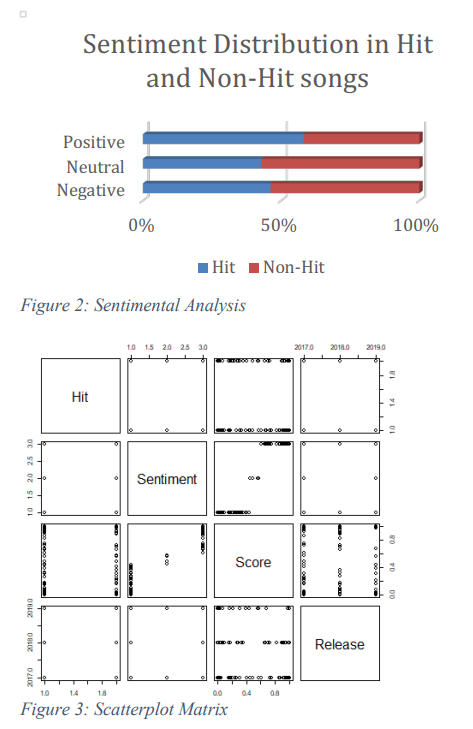 Sentiment Distribution in Hit
and Non-Hit songs
Positive
Neutral
Negative
0% 50% 100%
Hit Non-Hit
Figure 2: Sentimental Analysis
1.0 1.5 2.0 2.5 3.0 2017.0 2018.0 2019.0
Hit
1.0 1.4 1.8
1.0 1.5 2.0 2.5 3.0
Sentiment
Score
0.0 0.4 0.8
2017.0 2018.0 2019.0
Release
1.0 1.4 1.8 0.0 0.4 0.8
Figure 3: Scatterplot Matrix